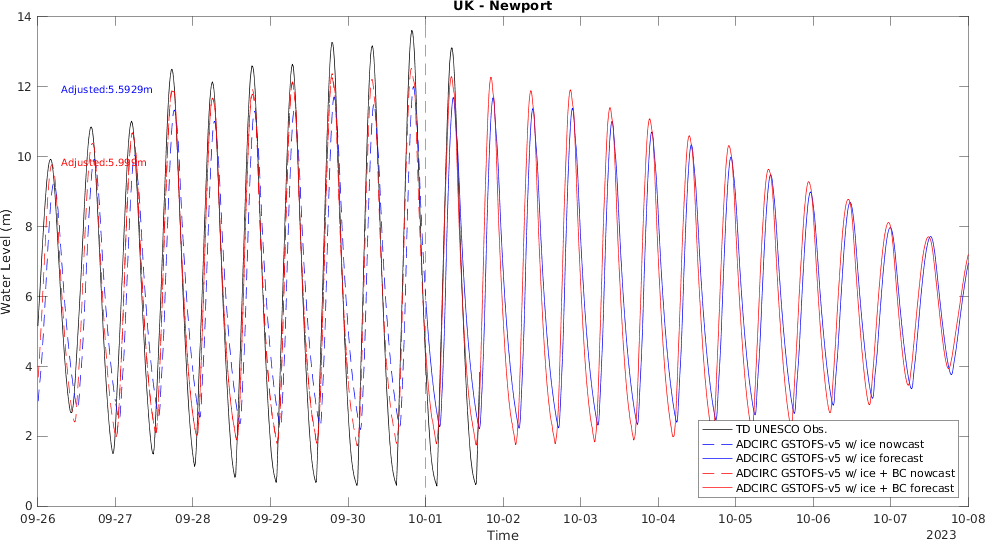 UK - Newport
14
12
10
8
6
4
2
0
Water Level (m)
Adjusted:5.5929m
Adjusted:5.999m
TD UNESCO Obs.
ADCIRC GSTOFS-v5 w/ ice nowcast
ADCIRC GSTOFS-v5 w/ ice forecast
ADCIRC GSTOFS-v5 w/ ice + BC nowcast
ADCIRC GSTOFS-v5 w/ ice + BC forecast
09-26 09-27 09-28 09-29 09-30 10-01 10-02 10-03 10-04 10-05 10-06 10-07 10-08
Time
2023